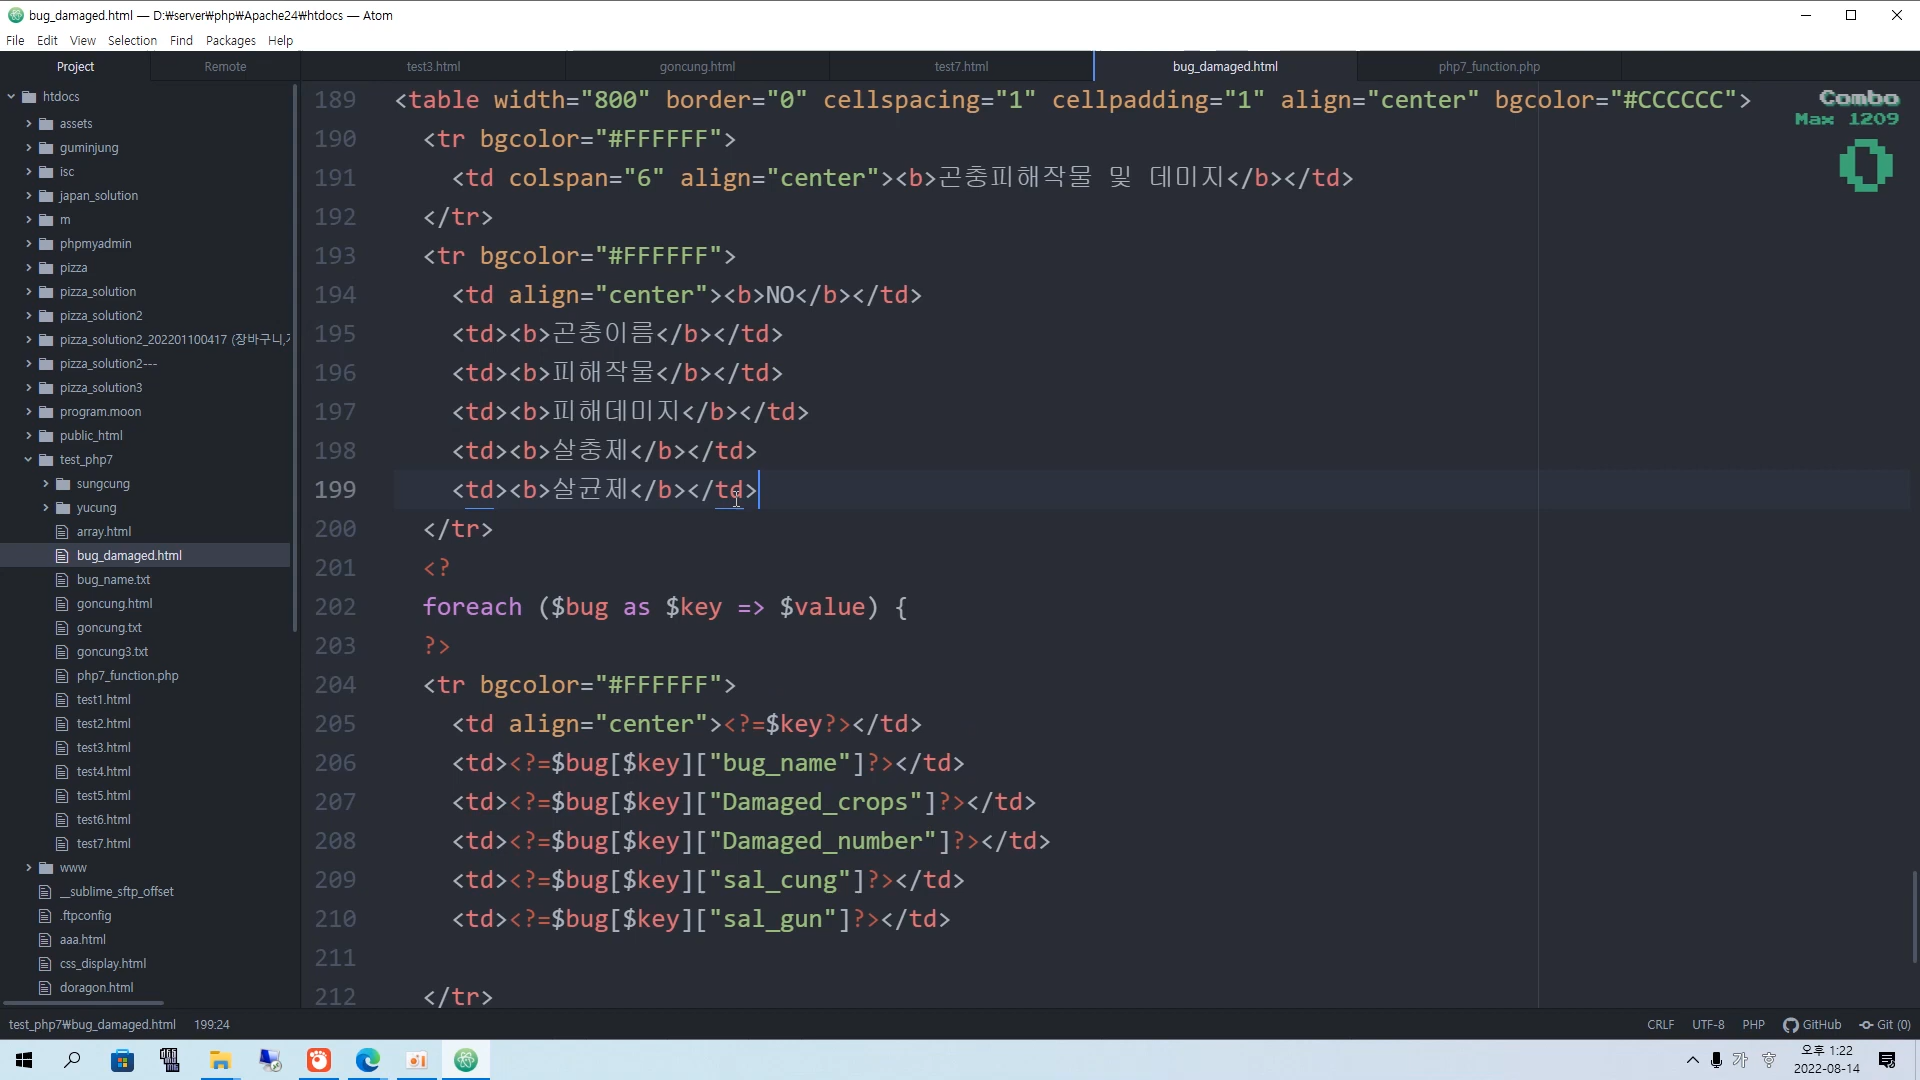 bug_damaged.html — D:₩server₩php₩Apache24₩htdocs — Atom
File Edit View Selection Find Packages Help
Project Remote
test3.html goncung.html test7.html bug_damaged.html php7_function.php
htdocs
assets
guminjung
isc
japan_solution
m
phpmyadmin
pizza
pizza_solution
pizza_solution2
pizza_solution2_202201100417 (장바구니,
pizza_solution2---
pizza_solution3
program.moon
public_html
test_php7
sungcung
yucung
array.html
bug_damaged.html
bug_name.txt
goncung.html
goncung.txt
goncung3.txt
php7_function.php
test1.html
test2.html
test3.html
test4.html
test5.html
test6.html
test7.html
www
__sublime_sftp_offset
.ftpconfig
aaa.html
css_display.html
doragon.html
189 <table width="800" border="0" cellspacing="1" cellpadding="1" align="center" bgcolor="#CCCCCC">
190 <tr bgcolor="#FFFFFF">
191 <td colspan="6" align="center"><b>곤충피해작물 및 데미지</b></td>
192 </tr>
193 <tr bgcolor="#FFFFFF">
194 <td align="center"><b>NO</b></td>
195 <td><b>곤충이름</b></td>
196 <td><b>피해작물</b></td>
197 <td><b>피해데미지</b></td>
198 <td><b>살충제</b></td>
199 <td><b>살균제</b></td>
200 </tr>
201 <?
202 foreach ($bug as $key => $value) {
203 ?>
204 <tr bgcolor="#FFFFFF">
205 <td align="center"><?=$key?></td>
206 <td><?=$bug[$key]["bug_name"]?></td>
207 <td><?=$bug[$key]["Damaged_crops"]?></td>
208 <td><?=$bug[$key]["Damaged_number"]?></td>
209 <td><?=$bug[$key]["sal_cung"]?></td>
210 <td><?=$bug[$key]["sal_gun"]?></td>
211
212 </tr>
Combo
Max 1209
0
test_php7₩bug_damaged.html 199:24
CRLF UTF-8 PHP GitHub Git (0)
가 오후 1:22
2022-08-14